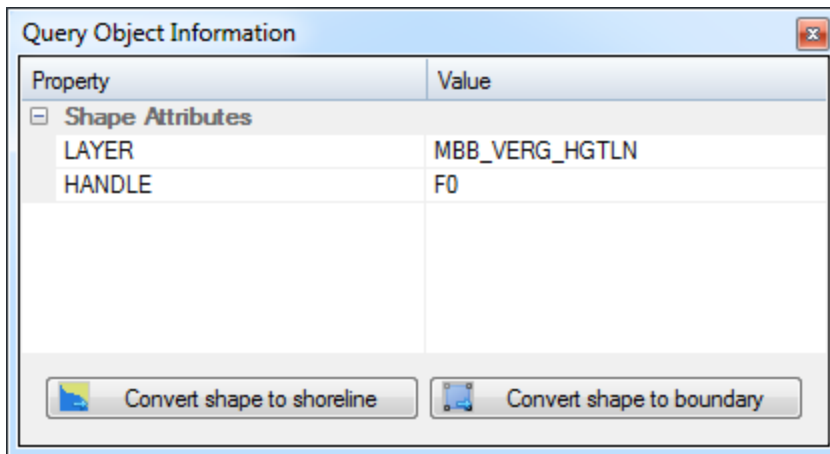 Query Object Information
Property Value
Shape Attributes
LAYER MBB_VERG_HGTLN
HANDLE F0
Convert shape to shoreline Convert shape to boundary